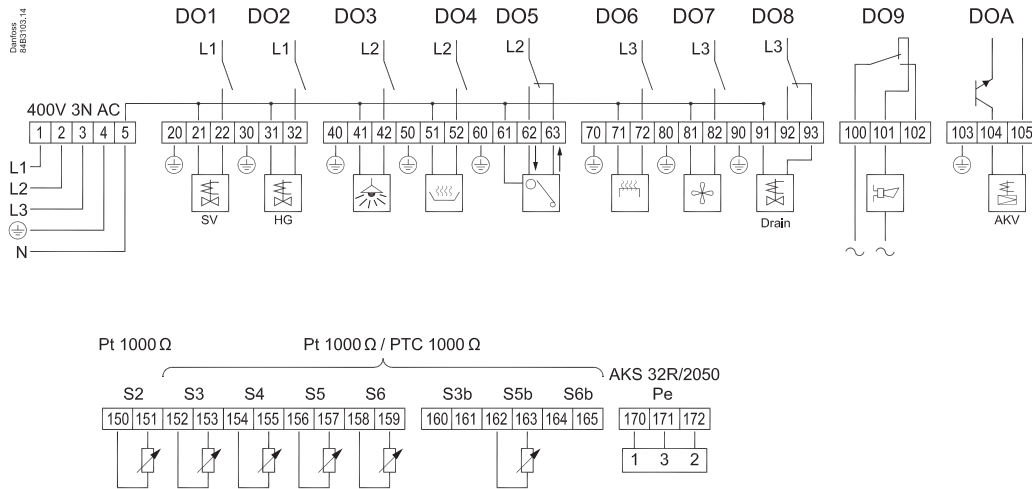 Danfoss
84B3103.14
DO1 DO2 DO3 DO4 DO5 DO6 DO7 DO8 DO9 DOA
L1 L1 L2 L2 L2 L3 L3 L3
400V 3N AC
1 2 3 4 5 20 21 22 30 31 32 40 41 42 50 51 52 60 61 62 63 70 71 72 80 81 82 90 91 92 93 100 101 102 103 104 105
L1
L2
L3
N
SV HG Drain AKV
Pt 1000 Ω Pt 1000 Ω / PTC 1000 Ω
AKS 32R/2050
S2 S3 S4 S5 S6 S3b S5b S6b Pe
150 151 152 153 154 155 156 157 158 159 160 161 162 163 164 165 170 171 172
1 3 2